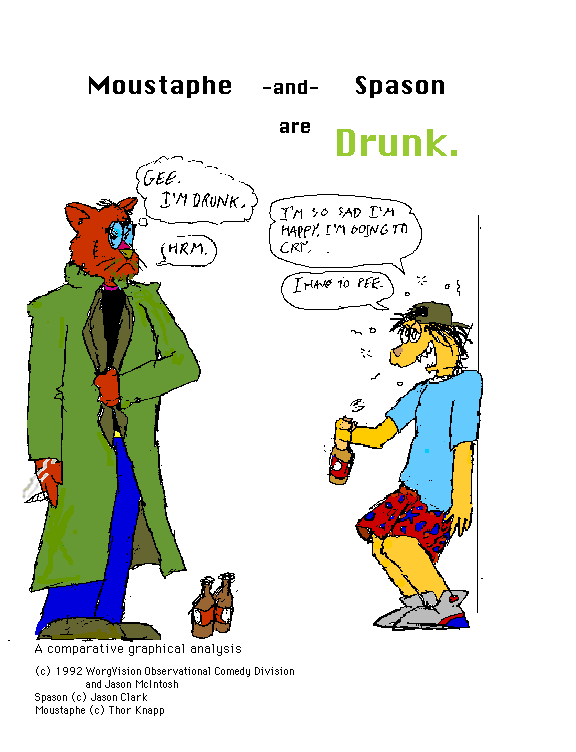 Moustaphe -and- Spason
are Drunk.
GEE.
I'M DRUNK.
HRM.
I'M SO SAD I'M
HAPPY. I'M GOING TO
CRY. . .
I HAVE TO PEE.
A comparative graphical analysis
(c) 1992 WorgVision Observational Comedy Division
and Jason McIntosh
Spason (c) Jason Clark
Moustaphe (c) Thor Knapp